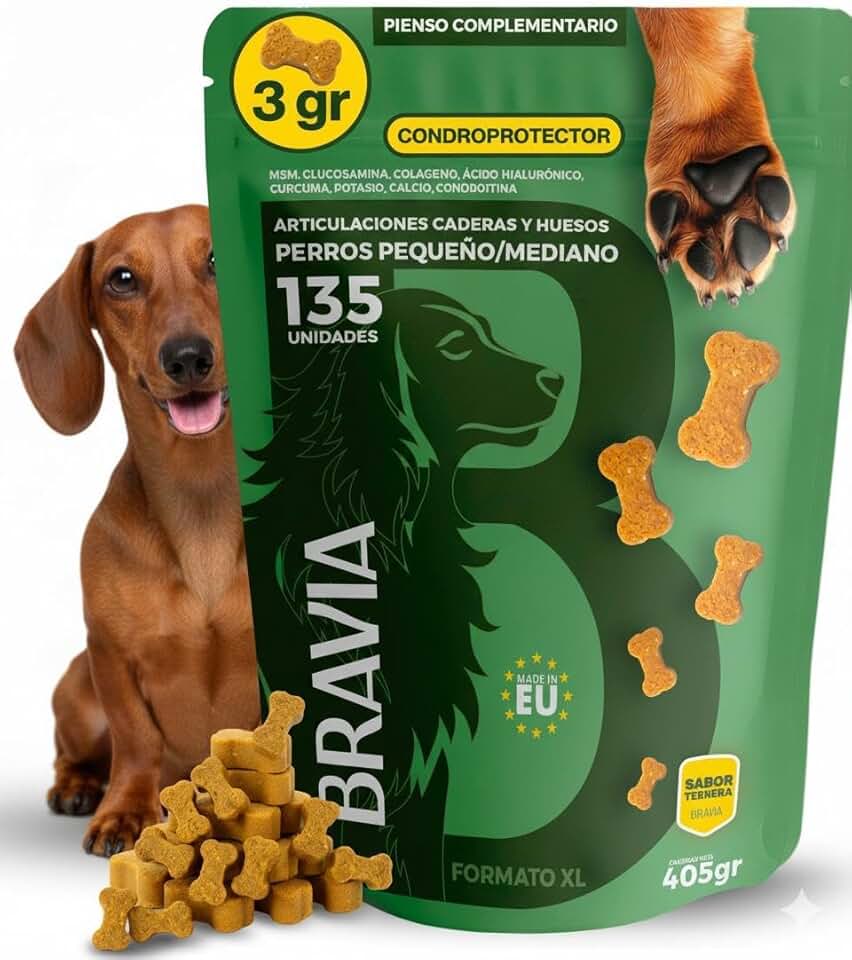 PIENSO COMPLEMENTARIO
3 gr
CONDROPROTECTOR
MSM, GLUCOSAMINA, COLAGENO, ÁCIDO HIALURÓNICO,
CURCUMA, POTASIO, CALCIO, CONODOITINA
ARTICULACIONES CADERAS Y HUESOS
PERROS PEQUEÑO/MEDIANO
135
UNIDADES
BRAVIA
MADE IN
EU
SABOR
TERNERA
BRAVIA
FORMATO XL
405gr